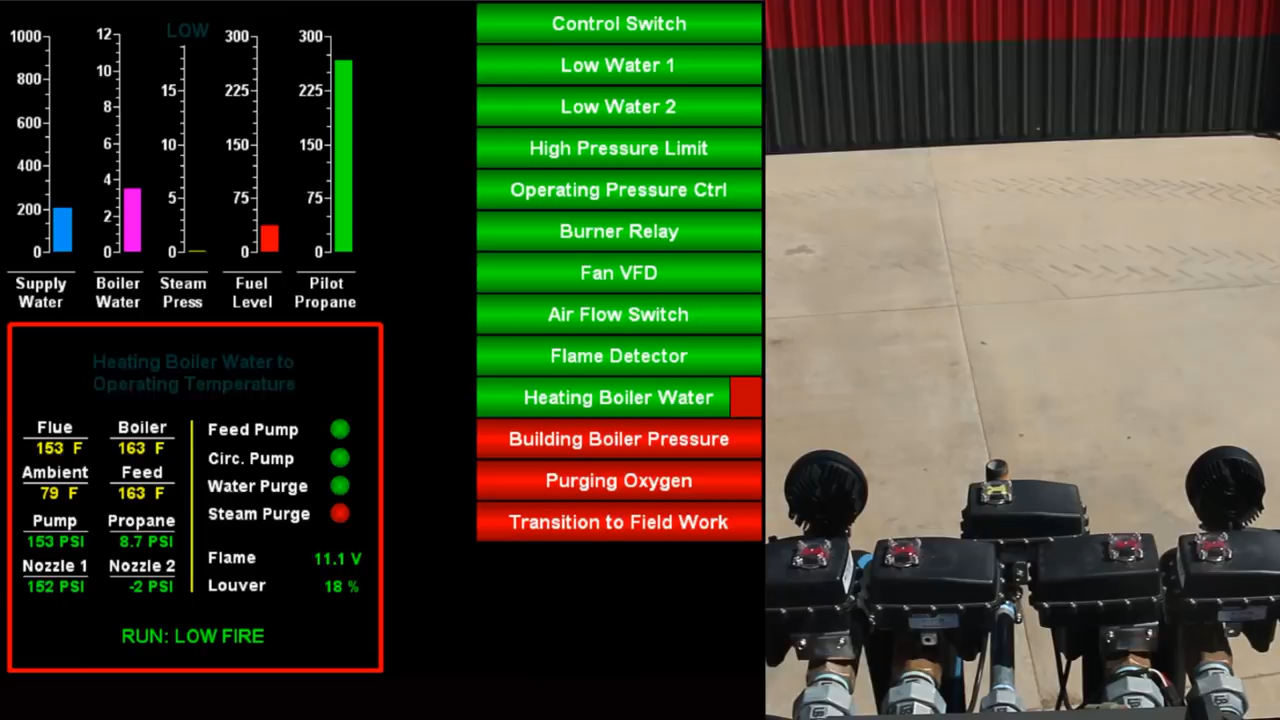 LOW
1000
800
600
400
200
0
12
10
8
6
4
2
0
15
10
5
0
300
225
150
75
0
300
225
150
75
0
Supply Water
Boiler Water
Steam Press
Fuel Level
Pilot Propane
Heating Boiler Water to
Operating Temperature
Flue
153 F
Boiler
163 F
Ambient
79 F
Feed
163 F
Pump
153 PSI
Propane
8.7 PSI
Nozzle 1
152 PSI
Nozzle 2
-2 PSI
Feed Pump
Circ. Pump
Water Purge
Steam Purge
Flame 11.1 V
Louver 18 %
RUN: LOW FIRE
Control Switch
Low Water 1
Low Water 2
High Pressure Limit
Operating Pressure Ctrl
Burner Relay
Fan VFD
Air Flow Switch
Flame Detector
Heating Boiler Water
Building Boiler Pressure
Purging Oxygen
Transition to Field Work